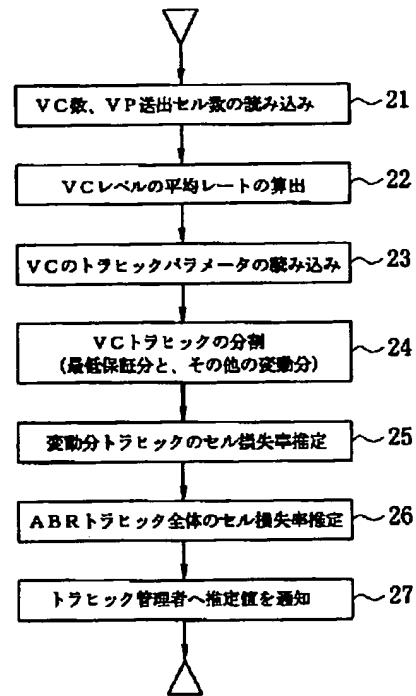 VC数、VP送出セル数の読み込み
21
VCレベルの平均レートの算出
22
VCのトラヒックパラメータの読み込み
23
VCトラヒックの分割
(最低保証分と、その他の変動分)
24
変動分トラヒックのセル損失率推定
25
ABRトラヒック全体のセル損失率推定
26
トラヒック管理者へ推定値を通知
27